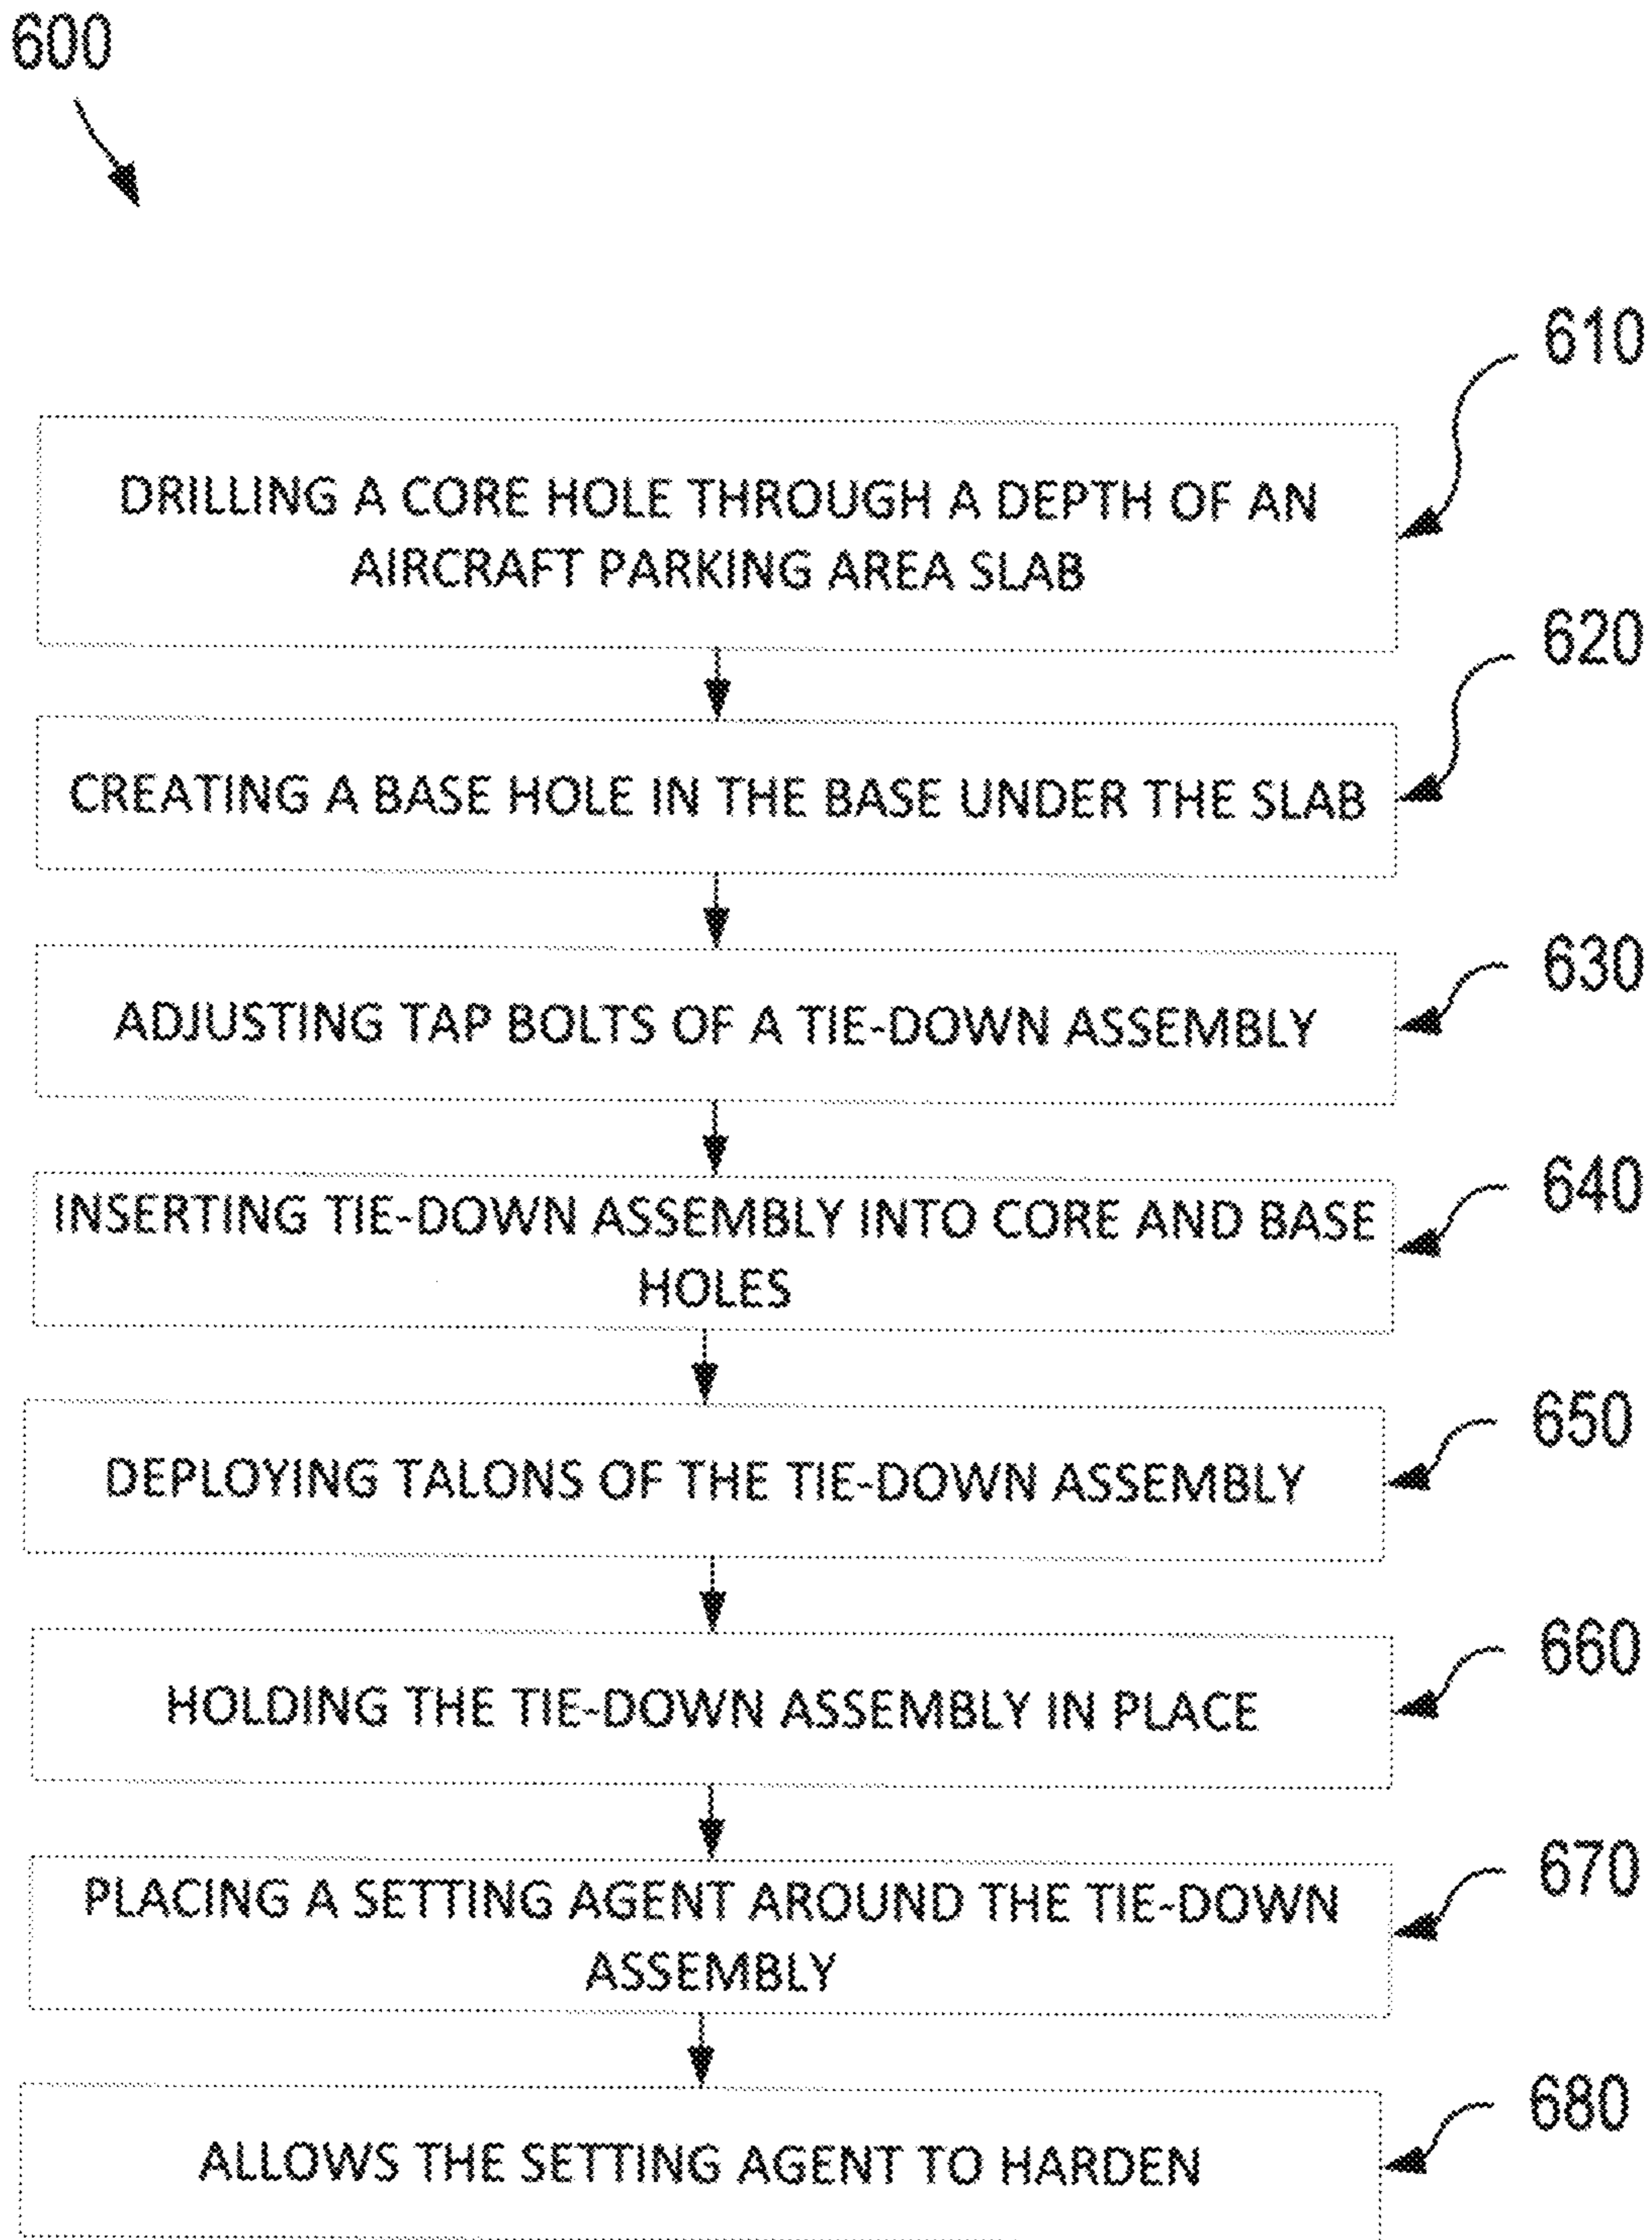 600
610
DRILLING A CORE HOLE THROUGH A DEPTH OF AN
AIRCRAFT PARKING AREA SLAB
620
CREATING A BASE HOLE IN THE BASE UNDER THE SLAB
630
ADJUSTING TAP BOLTS OF A TIE-DOWN ASSEMBLY
640
INSERTING TIE-DOWN ASSEMBLY INTO CORE AND BASE
HOLES
650
DEPLOYING TALONS OF THE TIE-DOWN ASSEMBLY
660
HOLDING THE TIE-DOWN ASSEMBLY IN PLACE
670
PLACING A SETTING AGENT AROUND THE TIE-DOWN
ASSEMBLY
680
ALLOWS THE SETTING AGENT TO HARDEN